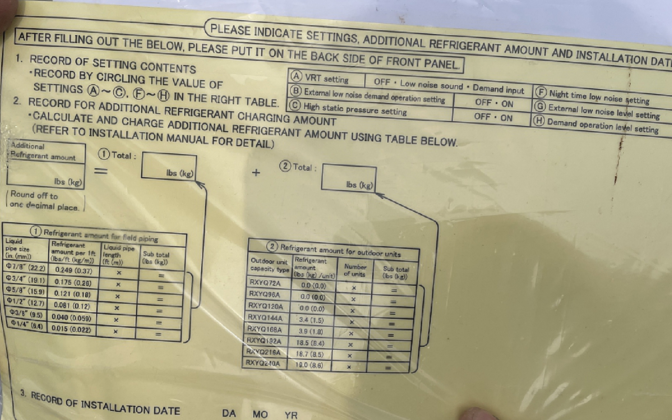 PLEASE INDICATE SETTINGS, ADDITIONAL REFRIGERANT AMOUNT AND INSTALLATION DAT
AFTER FILLING OUT THE BELOW, PLEASE PUT IT ON THE BACK SIDE OF FRONT PANEL.
1. RECORD OF SETTING CONTENTS
・RECORD BY CIRCLING THE VALUE OF
SETTINGS Ⓐ~Ⓒ, Ⓕ~Ⓗ IN THE RIGHT TABLE.
Ⓐ VRT setting OFF・Low noise sound・Demand input Ⓕ Night time low noise setting
Ⓑ External low noise demand operation setting OFF・ON Ⓖ External low noise level setting
Ⓒ High static pressure setting OFF・ON Ⓗ Demand operation level setting
2. RECORD FOR ADDITIONAL REFRIGERANT CHARGING AMOUNT
・CALCULATE AND CHARGE ADDITIONAL REFRIGERANT AMOUNT USING TABLE BELOW.
(REFER TO INSTALLATION MANUAL FOR DETAIL)
Additional
Refrigerant amount
lbs (kg)
=
① Total :
lbs (kg)
+
② Total :
lbs (kg)
Round off to
one decimal place.
① Refrigerant amount for field piping
Liquid pipe size (in. (mm)) Refrigerant amount per 1ft (lbs/ft (kg/m)) Liquid pipe length (ft (m)) Sub total (lbs (kg))
Φ7/8" (22.2) 0.249 (0.37) × =
Φ3/4" (19.1) 0.175 (0.26) × =
Φ5/8" (15.9) 0.121 (0.18) × =
Φ1/2" (12.7) 0.081 (0.12) × =
Φ3/8" (9.5) 0.040 (0.059) × =
Φ1/4" (6.4) 0.015 (0.022) × =
② Refrigerant amount for outdoor units
Outdoor unit capacity type Refrigerant amount (lbs (kg)/unit) Number of units Sub total (lbs (kg))
RXYQ72A 0.0 (0.0) × =
RXYQ96A 0.0 (0.0) × =
RXYQ120A 0.0 (0.0) × =
RXYQ144A 3.4 (1.5) × =
RXYQ168A × =
RXYQ192A × =
RXYQ216A 18.7 (8.5) × =
RXYQ240A (8.6) × =
3. RECORD OF INSTALLATION DATE DA MO YR